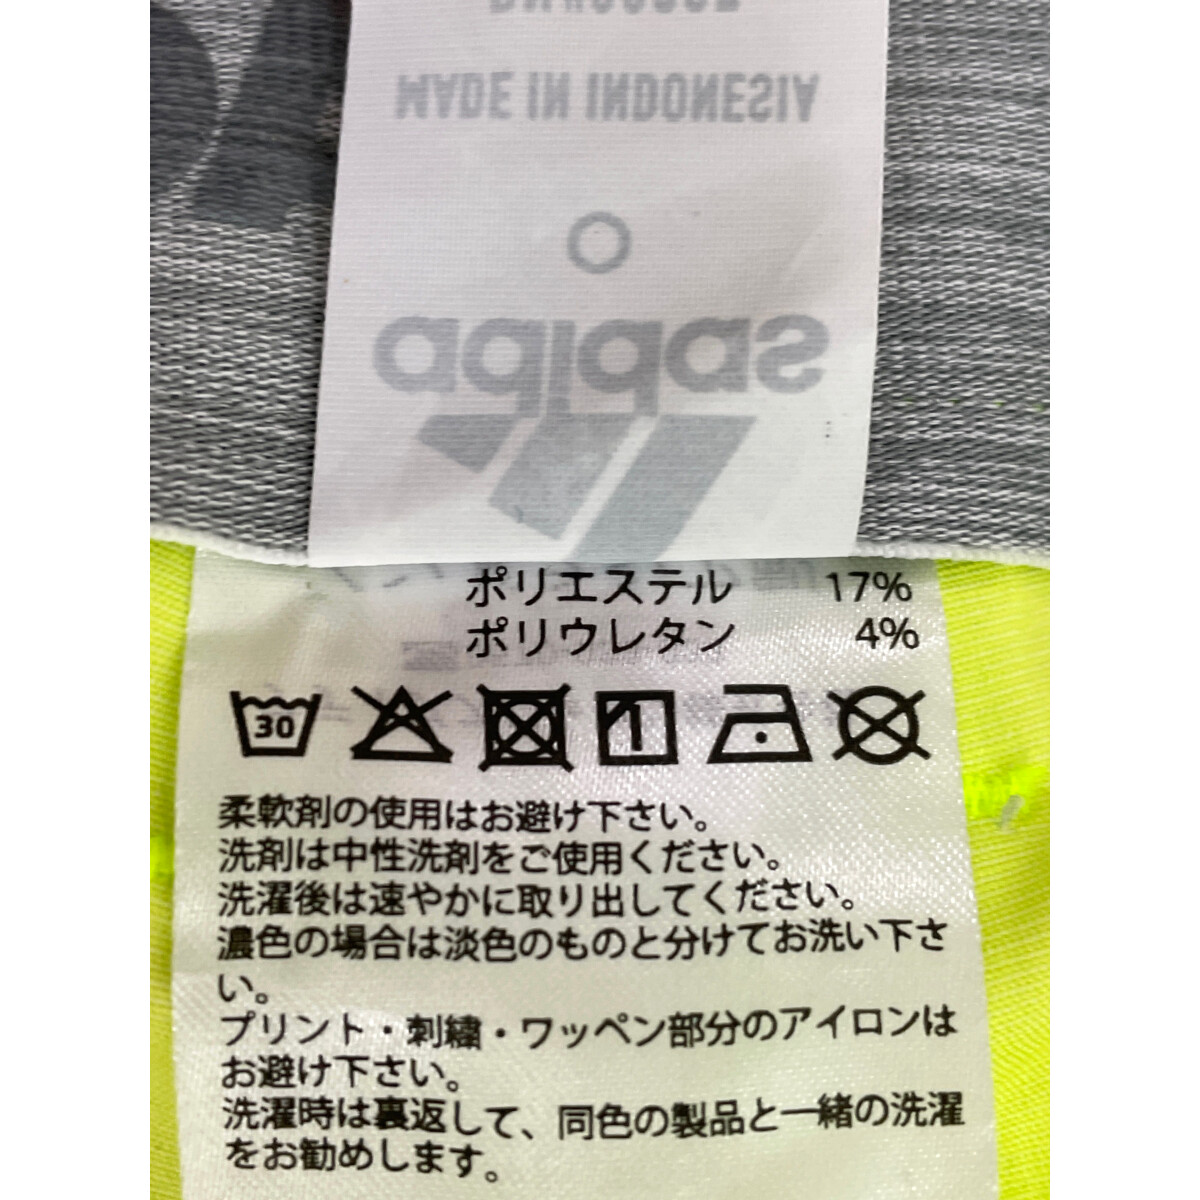 MADE IN INDONESIA
adidas
ポリエステル 17%
ポリウレタン 4%
30
柔軟剤の使用はお避け下さい。
洗剤は中性洗剤をご使用ください。
洗濯後は速やかに取り出してください。
濃色の場合は淡色のものと分けてお洗い下さ
い。
プリント・刺繍・ワッペン部分のアイロンは
お避け下さい。
洗濯時は裏返して、同色の製品と一緒の洗濯
をお勧めします。